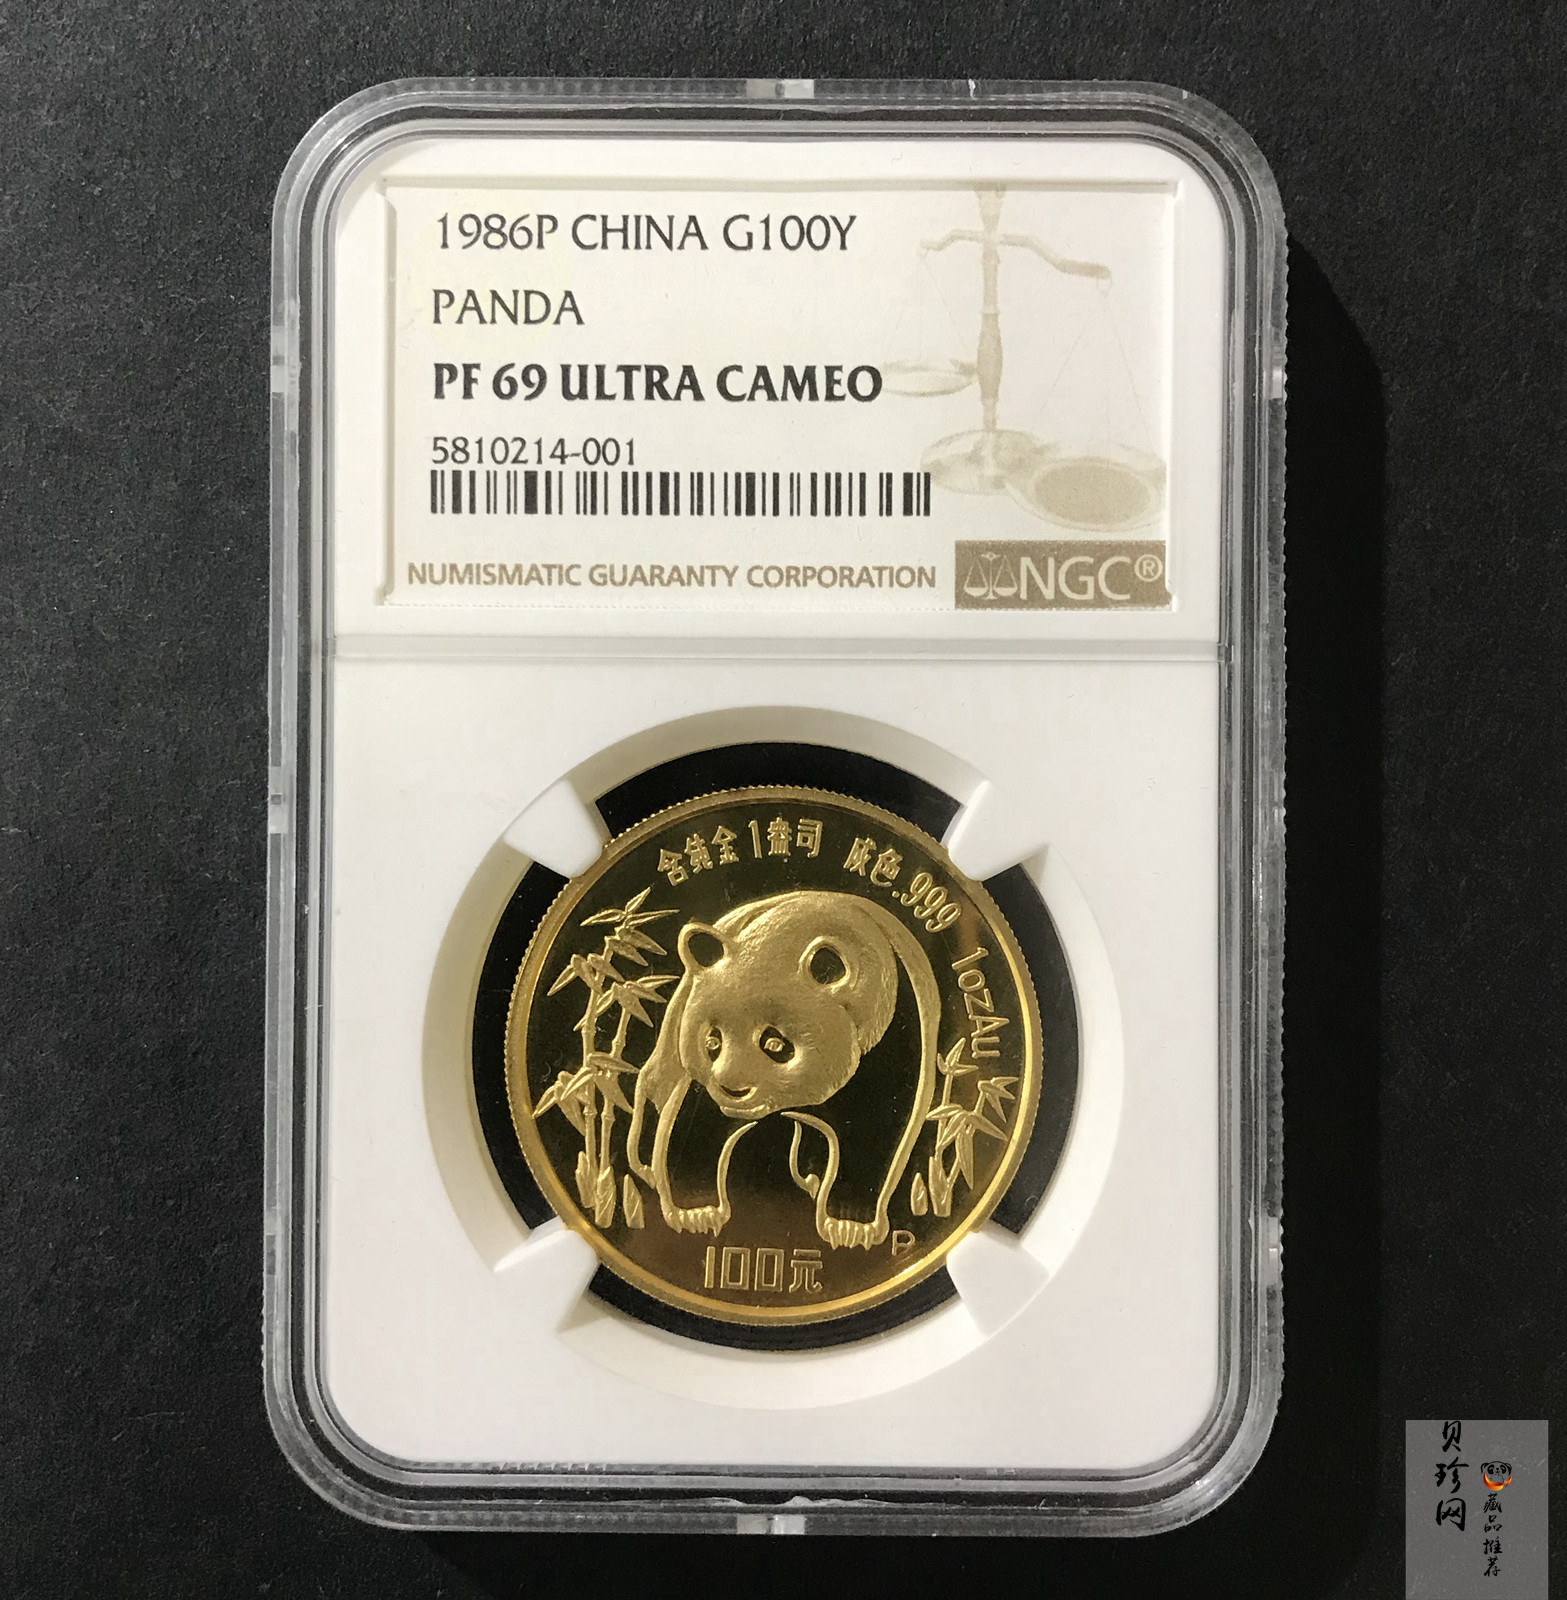 1986P CHINA G100Y
PANDA
PF 69 ULTRA CAMEO
5810214-001
NUMISMATIC GUARANTY CORPORATION
NGC®
含纯金1盎司 成色.999 1ozAu
100元
P
贝珍网
藏品推荐